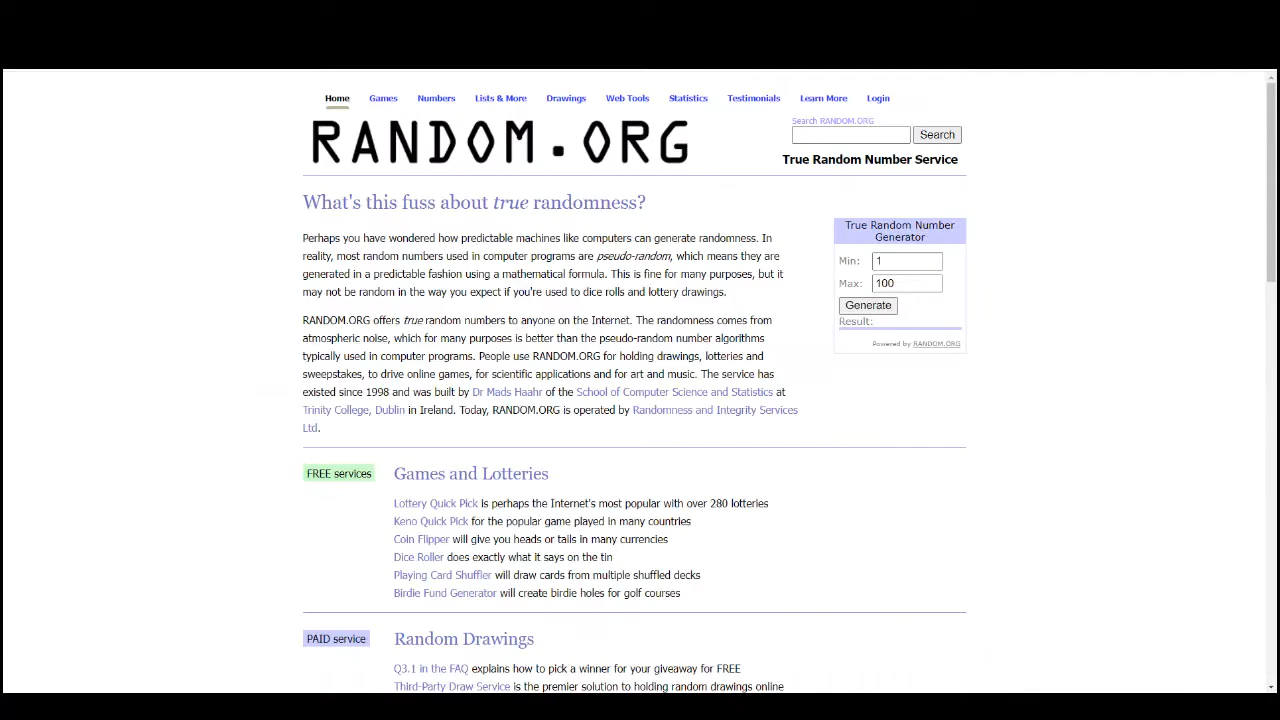 Home Games Numbers Lists & More Drawings Web Tools Statistics Testimonials Learn More Login
RANDOM.ORG
Search RANDOM.ORG
Search
True Random Number Service
What's this fuss about true randomness?
Perhaps you have wondered how predictable machines like computers can generate randomness. In
reality, most random numbers used in computer programs are pseudo-random, which means they are
generated in a predictable fashion using a mathematical formula. This is fine for many purposes, but it
may not be random in the way you expect if you're used to dice rolls and lottery drawings.
RANDOM.ORG offers true random numbers to anyone on the Internet. The randomness comes from
atmospheric noise, which for many purposes is better than the pseudo-random number algorithms
typically used in computer programs. People use RANDOM.ORG for holding drawings, lotteries and
sweepstakes, to drive online games, for scientific applications and for art and music. The service has
existed since 1998 and was built by Dr Mads Haahr of the School of Computer Science and Statistics at
Trinity College, Dublin in Ireland. Today, RANDOM.ORG is operated by Randomness and Integrity Services
Ltd.
True Random Number
Generator
Min: 1
Max: 100
Generate
Result:
Powered by RANDOM.ORG
FREE services
Games and Lotteries
Lottery Quick Pick is perhaps the Internet's most popular with over 280 lotteries
Keno Quick Pick for the popular game played in many countries
Coin Flipper will give you heads or tails in many currencies
Dice Roller does exactly what it says on the tin
Playing Card Shuffler will draw cards from multiple shuffled decks
Birdie Fund Generator will create birdie holes for golf courses
PAID service
Random Drawings
Q3.1 in the FAQ explains how to pick a winner for your giveaway for FREE
Third-Party Draw Service is the premier solution to holding random drawings online